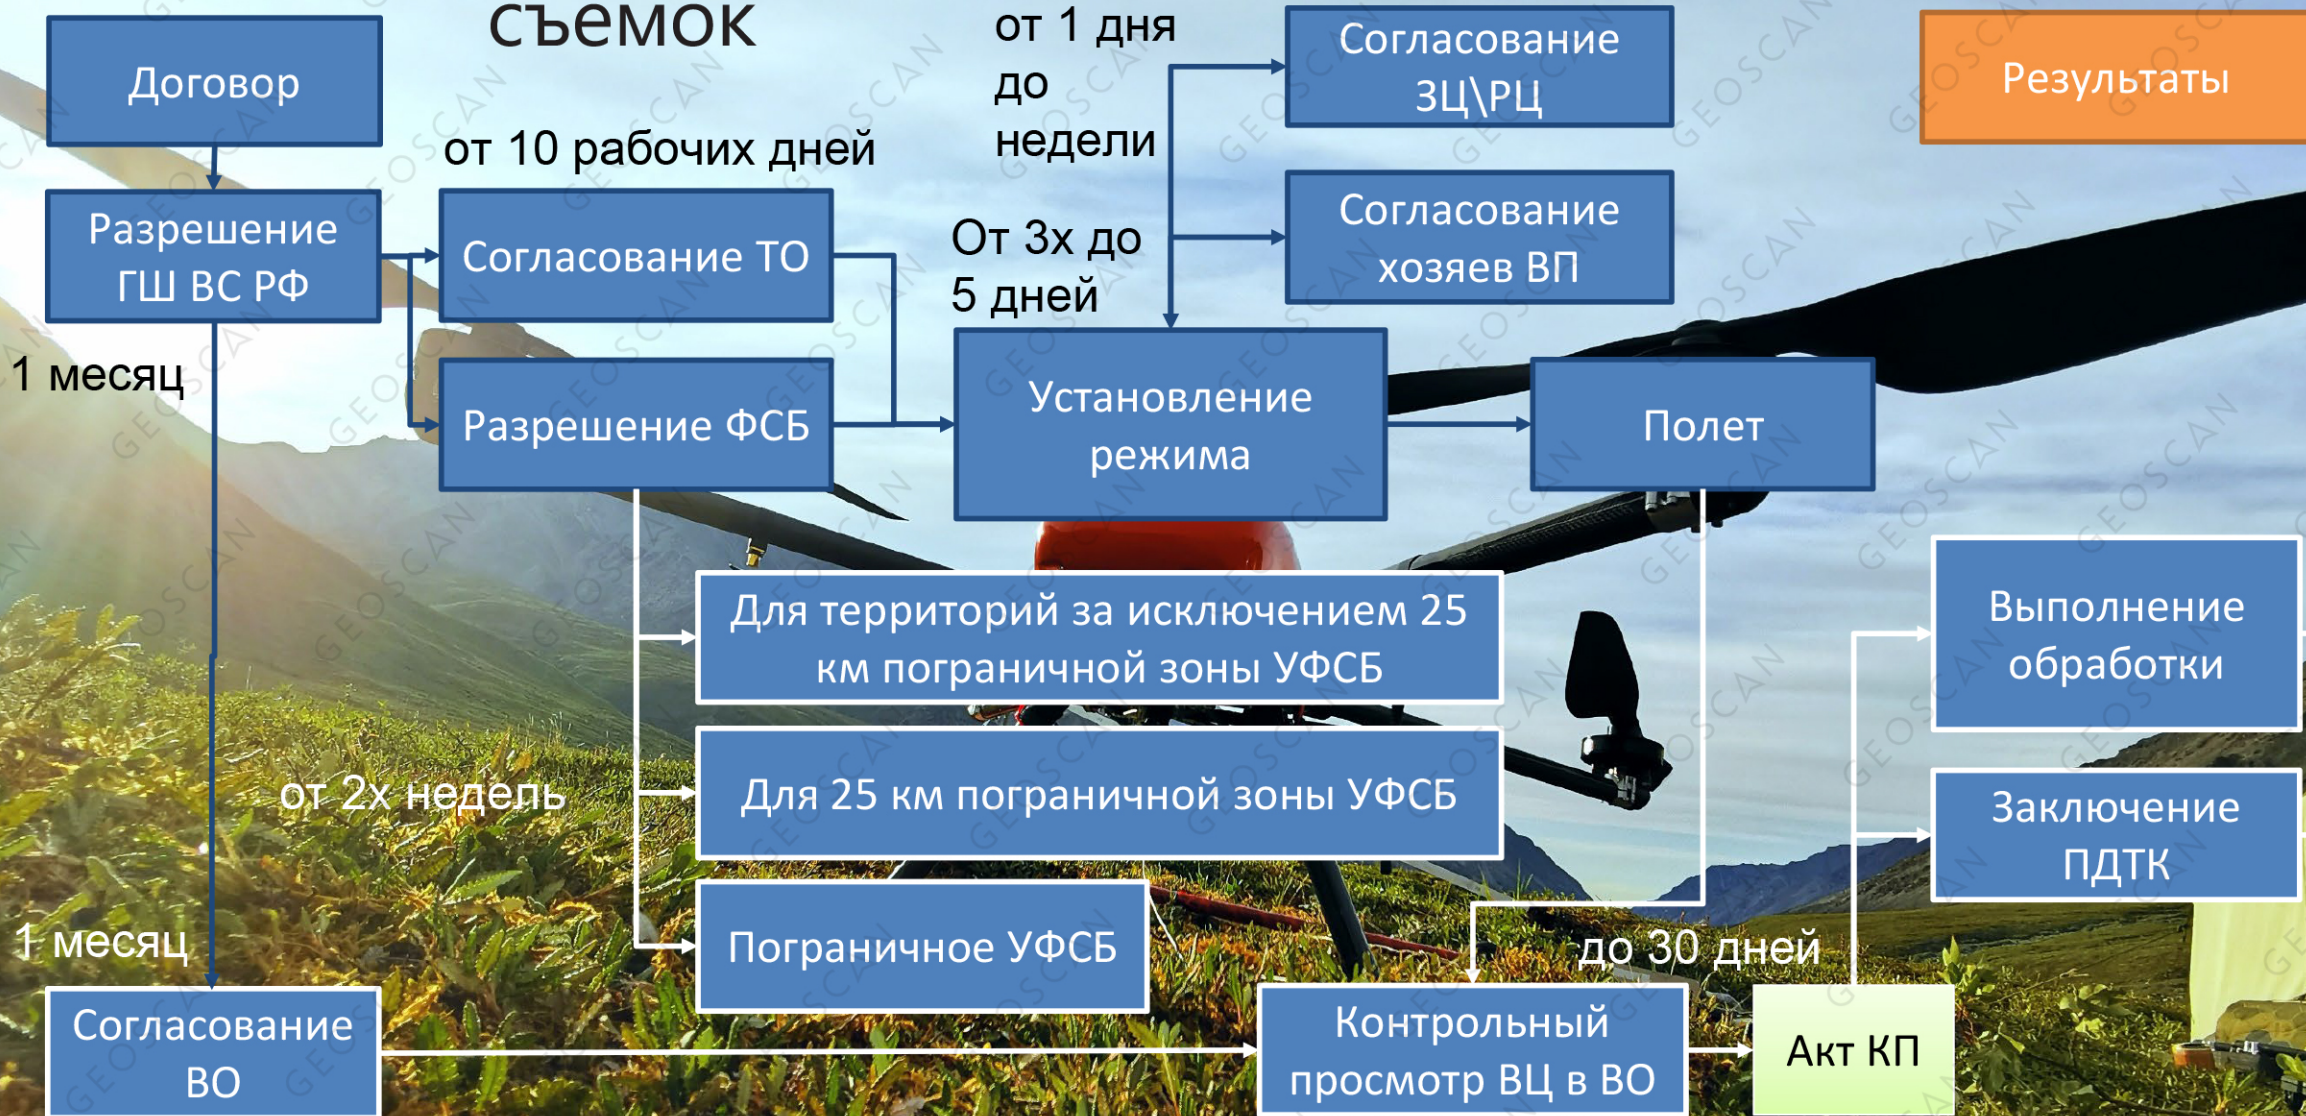 съемок
Договор
от 10 рабочих дней
Разрешение
ГШ ВС РФ
Согласование ТО
Разрешение ФСБ
1 месяц
от 1 дня
до
недели
От 3х до
5 дней
Согласование
ЗЦ\РЦ
Согласование
хозяев ВП
Установление
режима
Полет
Результаты
Для территорий за исключением 25
км пограничной зоны УФСБ
Для 25 км пограничной зоны УФСБ
Пограничное УФСБ
от 2х недель
1 месяц
Согласование
ВО
Контрольный
просмотр ВЦ в ВО
до 30 дней
Акт КП
Выполнение
обработки
Заключение
ПДТК
GEOSCAN